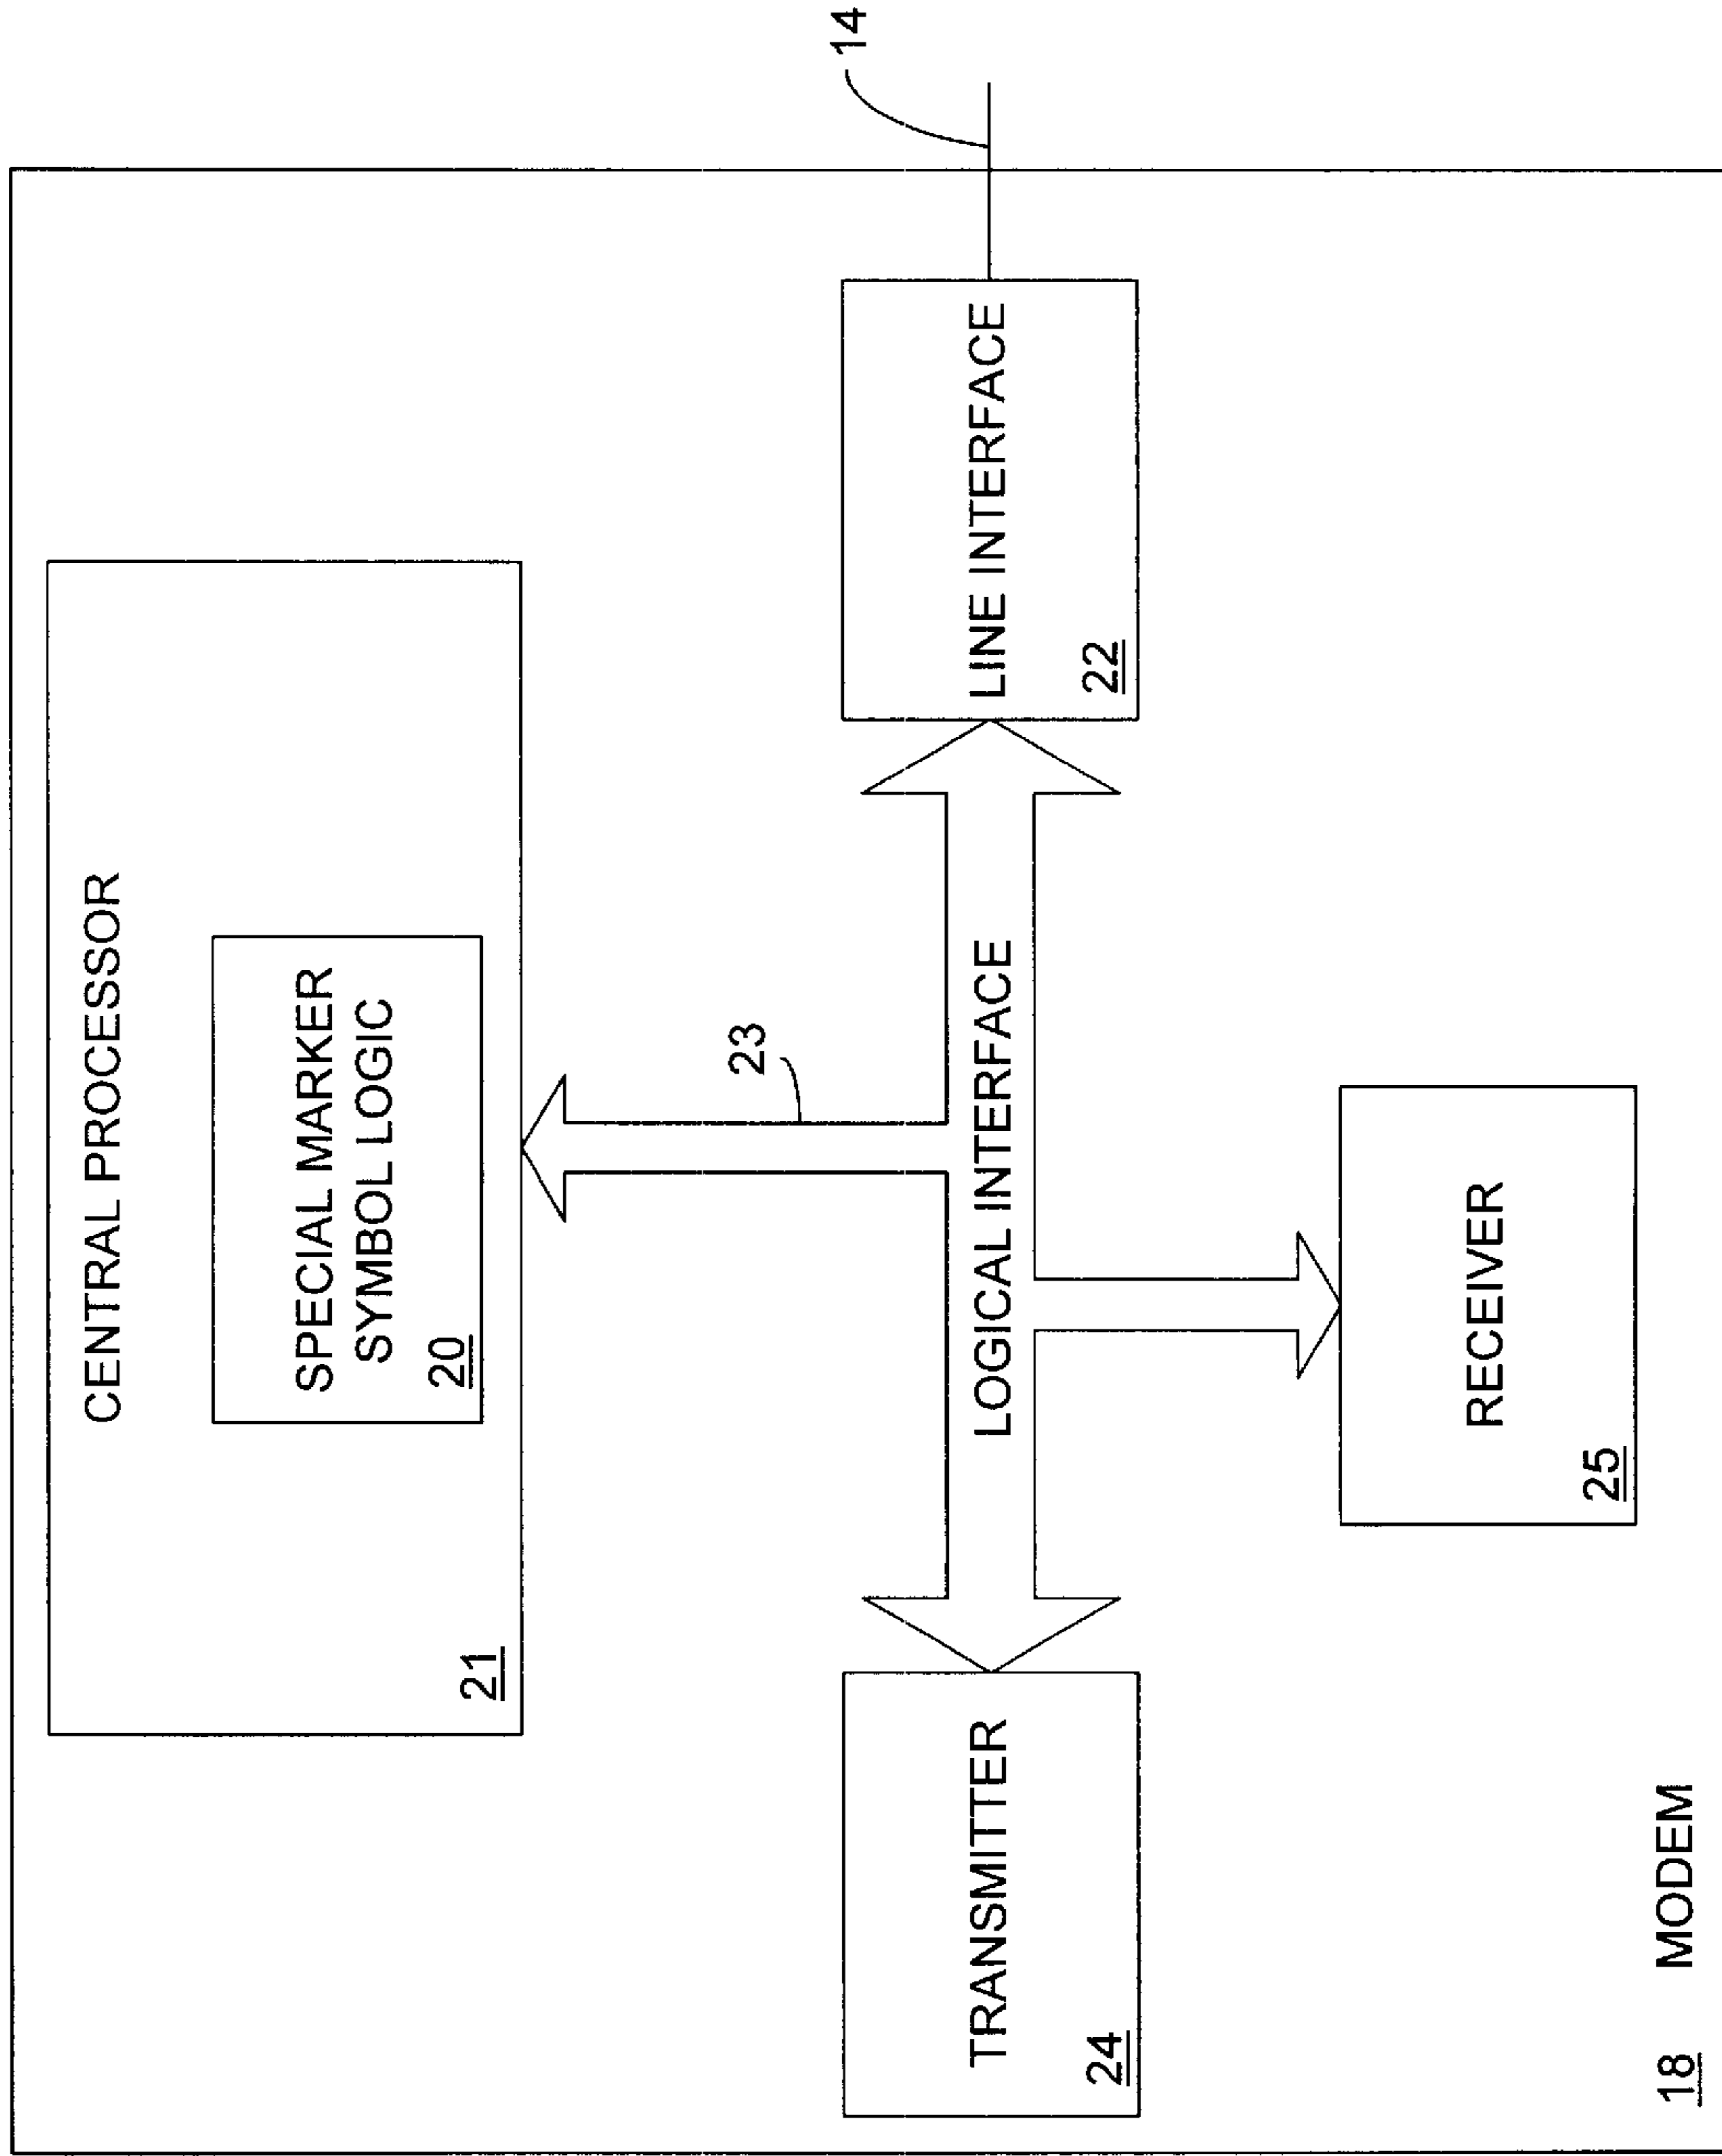 CENTRAL PROCESSOR
SPECIAL MARKER
SYMBOL LOGIC
20
21
23
14
TRANSMITTER
24
LOGICAL INTERFACE
LINE INTERFACE
22
RECEIVER
25
18 MODEM